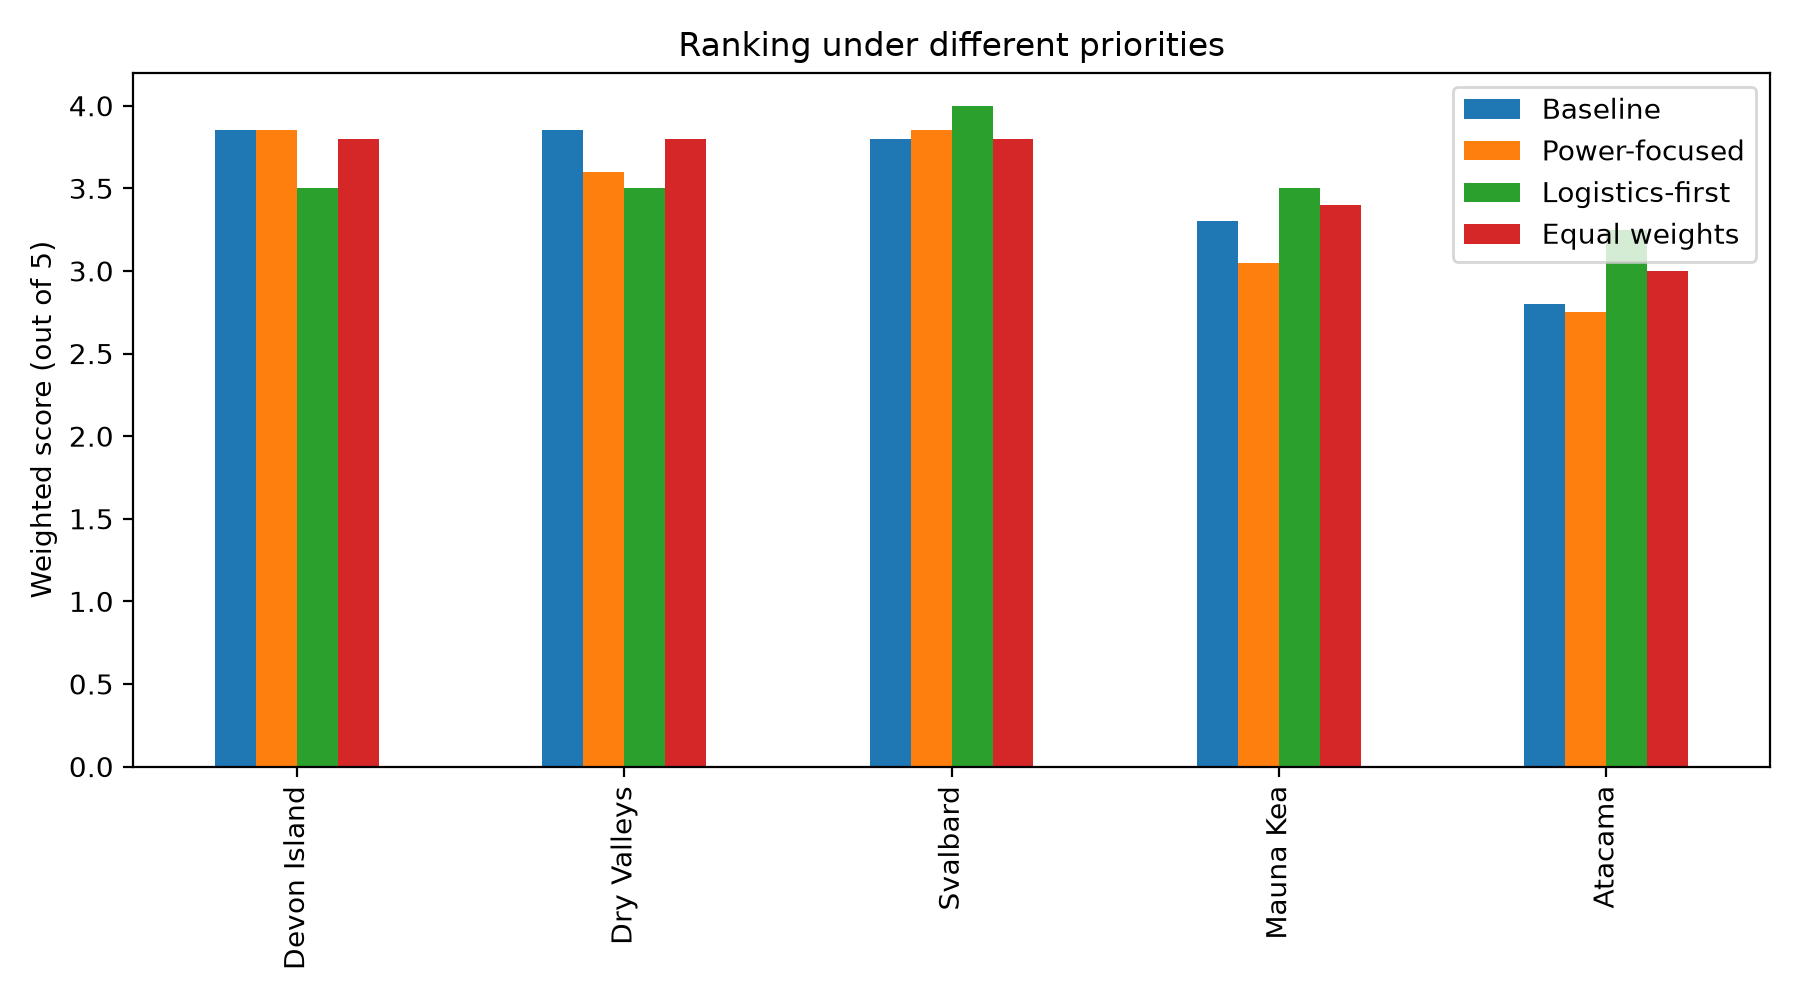 Ranking under different priorities
Weighted score (out of 5)
4.0
3.5
3.0
2.5
2.0
1.5
1.0
0.5
0.0
Baseline
Power-focused
Logistics-first
Equal weights
Devon Island
Dry Valleys
Svalbard
Mauna Kea
Atacama